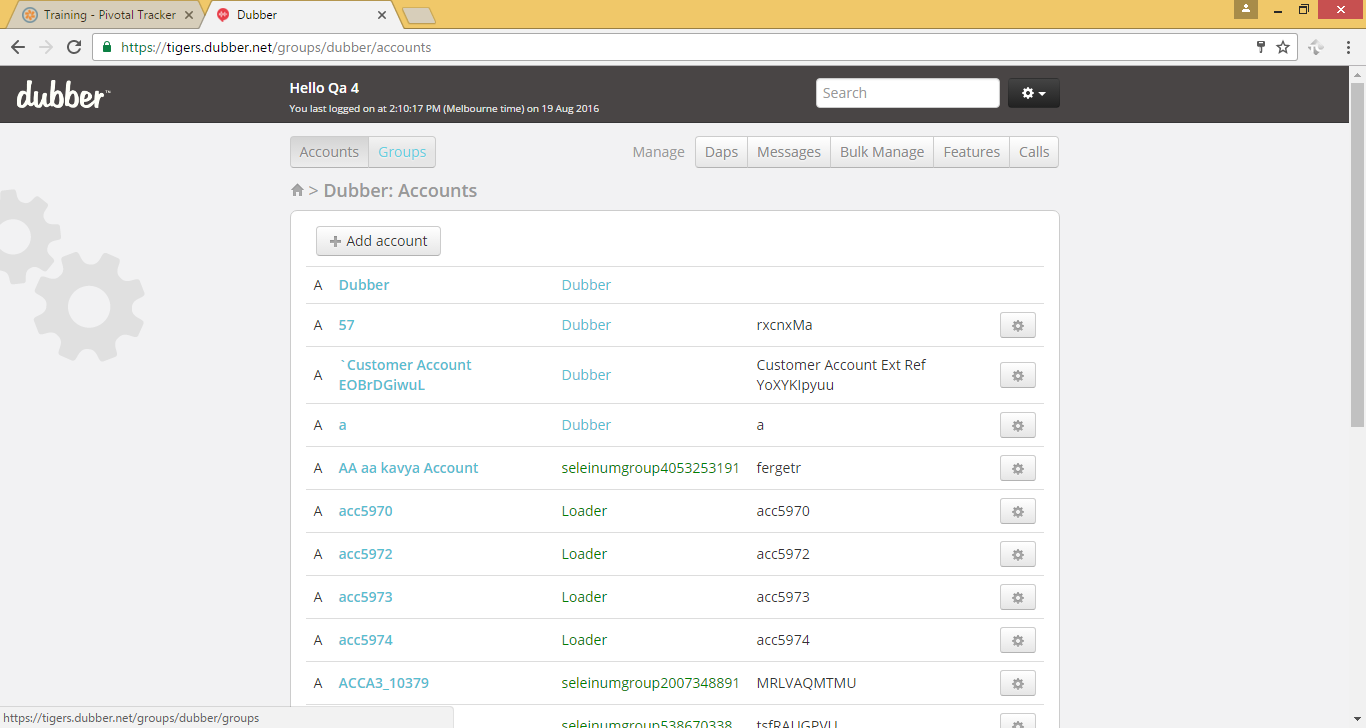 Training - Pivotal Tracker
Dubber
https://tigers.dubber.net/groups/dubber/accounts
dubber™
Hello Qa 4
You last logged on at 2:10:17 PM (Melbourne time) on 19 Aug 2016
Search
Accounts Groups
Manage Daps Messages Bulk Manage Features Calls
> Dubber: Accounts
+ Add account
A Dubber Dubber
A 57 Dubber rxcnxMa
A `Customer Account EOBrDGiwuL Dubber Customer Account Ext Ref YoXYKIpyuu
A a Dubber a
A AA aa kavya Account seleinumgroup4053253191 fergetr
A acc5970 Loader acc5970
A acc5972 Loader acc5972
A acc5973 Loader acc5973
A acc5974 Loader acc5974
A ACCA3_10379 seleinumgroup2007348891 MRLVAQMTMU
seleinumgroup538670338 tsfRAUGPVU
https://tigers.dubber.net/groups/dubber/groups